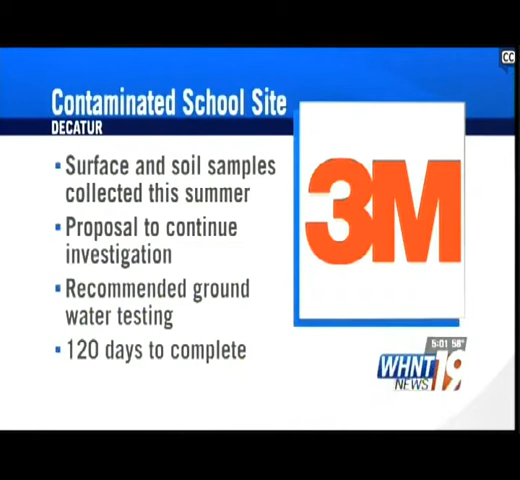 CC
Contaminated School Site
DECATUR
▪ Surface and soil samples
collected this summer
▪ Proposal to continue
investigation
▪ Recommended ground
water testing
▪ 120 days to complete
3M
5:01 58°
WHNT
NEWS 19